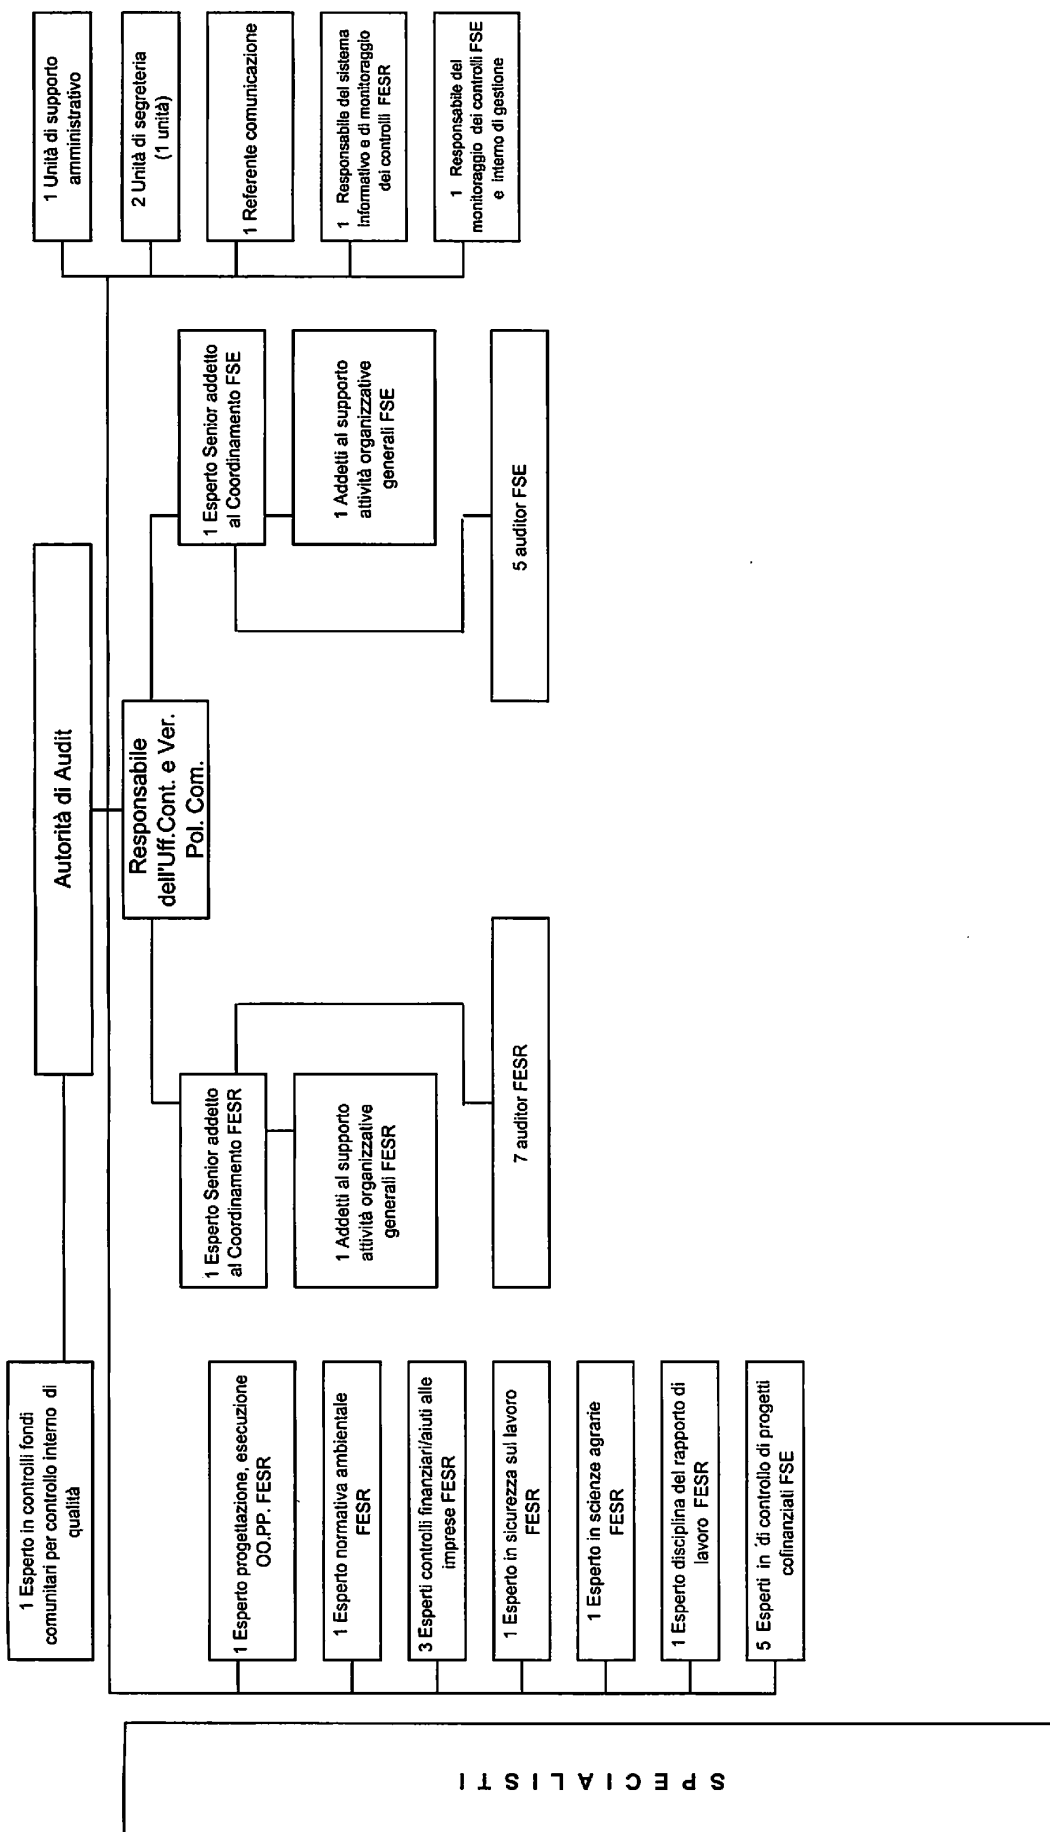 1 Esperto in controlli fondi
comunitari per controllo interno di
qualità
Autorità di Audit
Responsabile
dell'Uff.Cont. e Ver.
Pol. Com.
SPECIALISTI
1 Esperto progettazione, esecuzione
OO.PP. FESR
1 Esperto normativa ambientale
FESR
3 Esperti controlli finanziari/aiuti alle
imprese FESR
1 Esperto in sicurezza sul lavoro
FESR
1 Esperto in scienze agrarie
FESR
1 Esperto disciplina del rapporto di
lavoro FESR
5 Esperti in di controllo di progetti
cofinanziati FSE
1 Esperto Senior addetto
al Coordinamento FESR
1 Addetti al supporto
attività organizzative
generali FESR
7 auditor FESR
1 Esperto Senior addetto
al Coordinamento FSE
1 Addetti al supporto
attività organizzative
generali FSE
5 auditor FSE
1 Unità di supporto
amministrativo
2 Unità di segreteria
(1 unità)
1 Referente comunicazione
1 Responsabile del sistema
informativo e di monitoraggio
dei controlli FESR
1 Responsabile del
monitoraggio dei controlli FSE
e interno di gestione